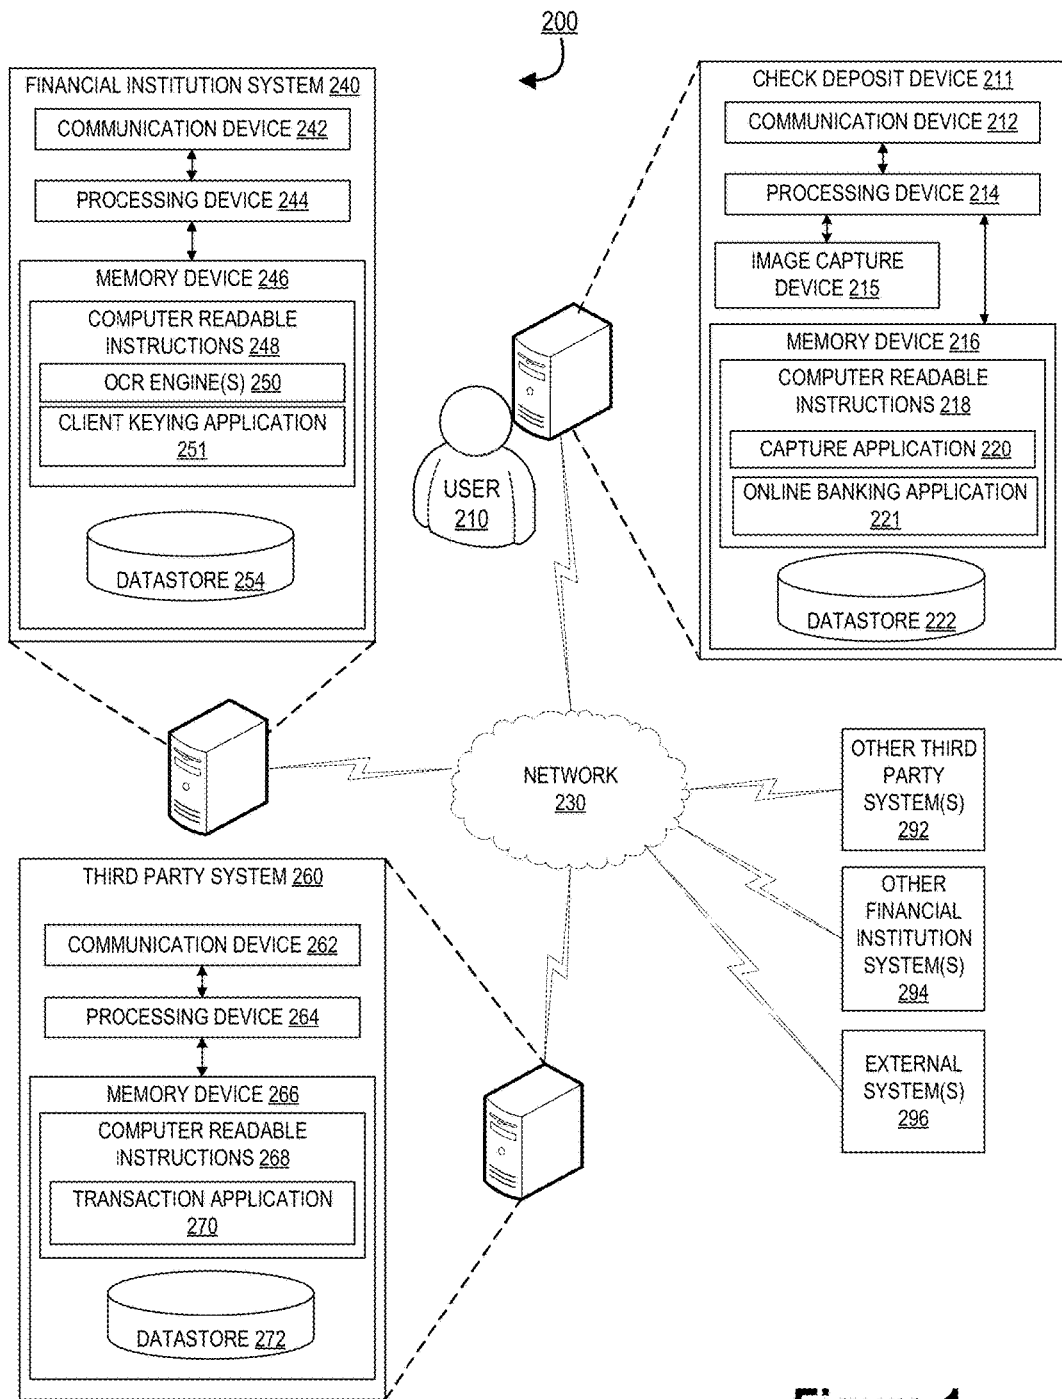 200
FINANCIAL INSTITUTION SYSTEM 240
COMMUNICATION DEVICE 242
PROCESSING DEVICE 244
MEMORY DEVICE 246
COMPUTER READABLE
INSTRUCTIONS 248
OCR ENGINE(S) 250
CLIENT KEYING APPLICATION
251
DATASTORE 254
CHECK DEPOSIT DEVICE 211
COMMUNICATION DEVICE 212
PROCESSING DEVICE 214
IMAGE CAPTURE
DEVICE 215
MEMORY DEVICE 216
COMPUTER READABLE
INSTRUCTIONS 218
CAPTURE APPLICATION 220
ONLINE BANKING APPLICATION
221
DATASTORE 222
USER
210
NETWORK
230
OTHER THIRD
PARTY
SYSTEM(S)
292
OTHER
FINANCIAL
INSTITUTION
SYSTEM(S)
294
EXTERNAL
SYSTEM(S)
296
THIRD PARTY SYSTEM 260
COMMUNICATION DEVICE 262
PROCESSING DEVICE 264
MEMORY DEVICE 266
COMPUTER READABLE
INSTRUCTIONS 268
TRANSACTION APPLICATION
270
DATASTORE 272